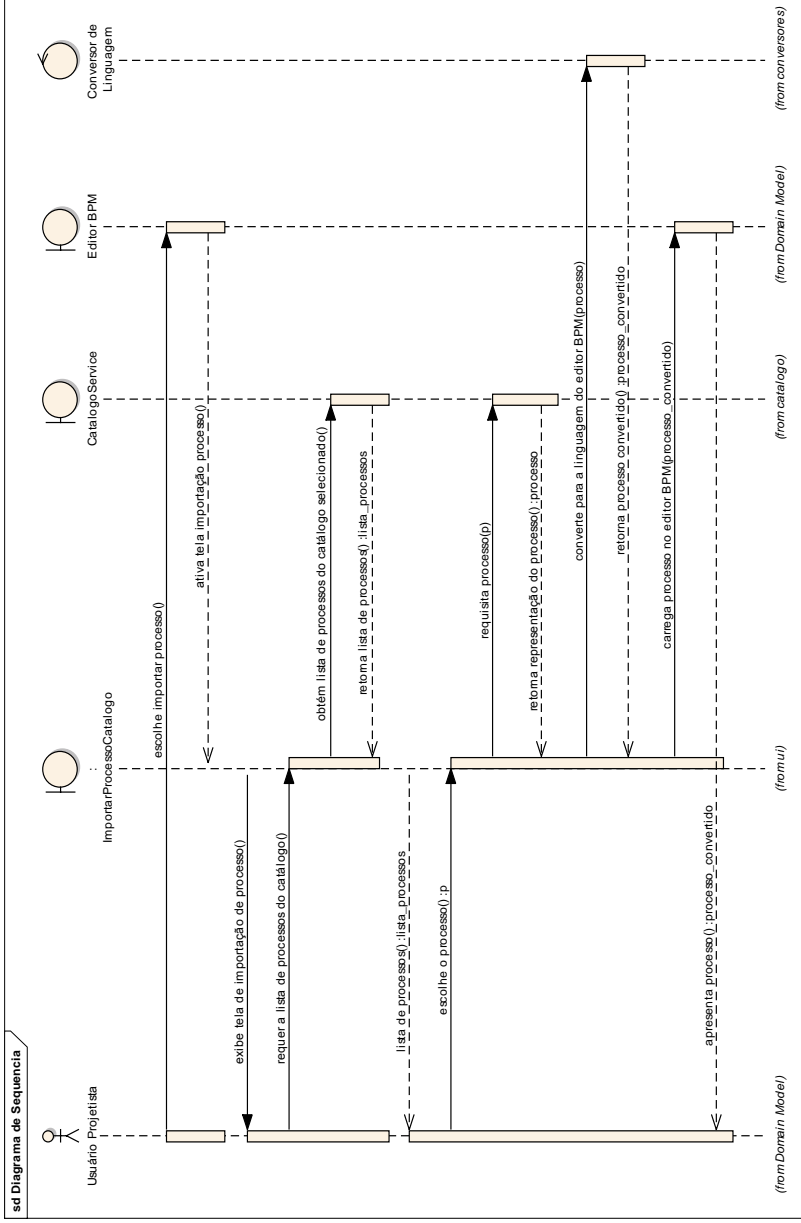 sd Diagrama de Sequencia
Usuário Projetista
:
ImportarProcessoCatalogo
CatalogoService
Editor BPM
Conversor de
Linguagem
escolhe importar processo()
ativa tela importação processo()
exibe tela de importação de processo()
requer a lista de processos do catálogo()
obtém lista de processos do catálogo selecionado()
retorna lista de processos() :lista_processos
lista de processos() :lista_processos
escolhe o processo() :p
requisita processo(p)
retorna representação do processo() :processo
converte para a linguagem do editor BPM(processo)
retorna processo convertido() :processo_convertido
carrega processo no editor BPM(processo_convertido)
apresenta processo() :processo_convertido
(from Domain Model)
(from ui)
(from catalogo)
(from Domain Model)
(from conversores)